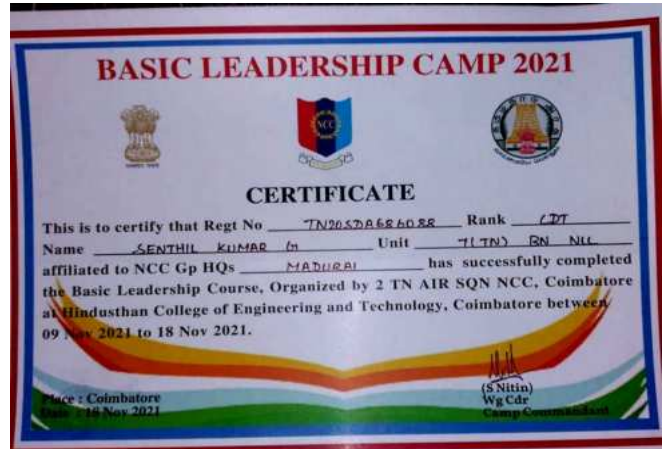 BASIC LEADERSHIP CAMP 2021
NCC
CERTIFICATE
This is to certify that Regt No TN20SDA686088 Rank CDT
Name SENTHIL KUMAR G Unit 7(TN) BN NCC
affiliated to NCC Gp HQs MADURAI has successfully completed
the Basic Leadership Course, Organized by 2 TN AIR SQN NCC, Coimbatore
at Hindusthan College of Engineering and Technology, Coimbatore between
09 Nov 2021 to 18 Nov 2021.
(S Nitin)
Place : Coimbatore Wg Cdr
Date : 18 Nov 2021 Camp Commandant